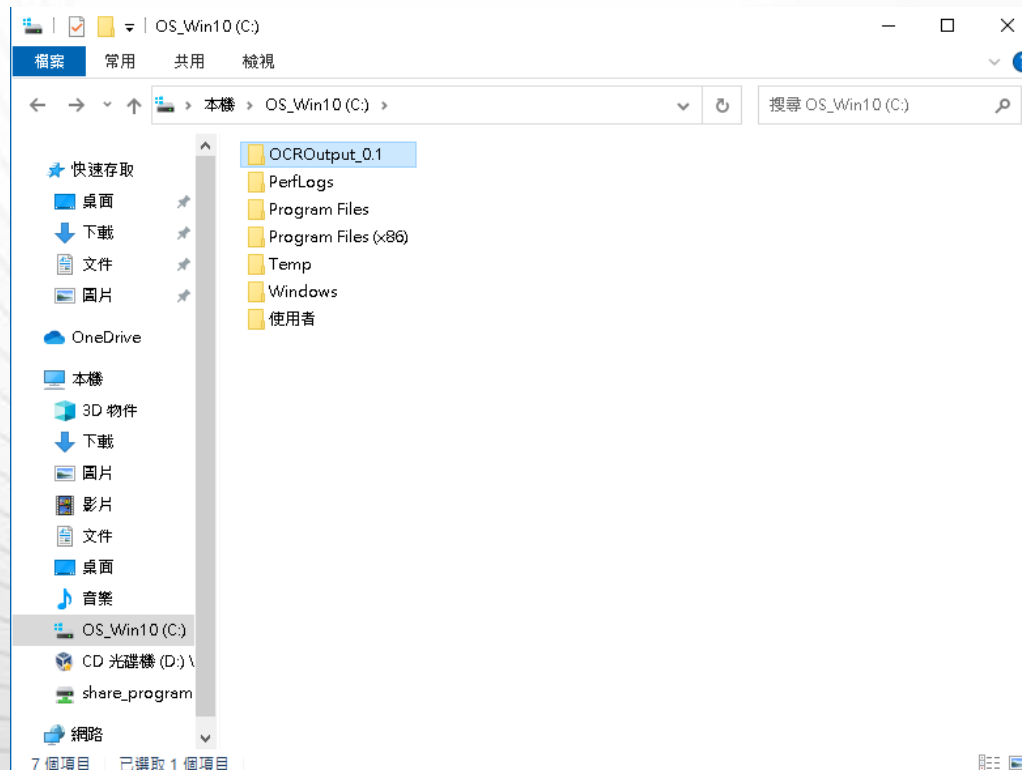 OS_Win10 (C:)
檔案 常用 共用 檢視
本機 OS_Win10 (C:) 搜尋 OS_Win10 (C:)
快速存取
桌面
下載
文件
圖片
OneDrive
本機
3D 物件
下載
圖片
影片
文件
桌面
音樂
OS_Win10 (C:)
CD 光碟機 (D:) \
share_program
網路
OCROutput_0.1
PerfLogs
Program Files
Program Files (x86)
Temp
Windows
使用者
7 個項目 已選取 1 個項目